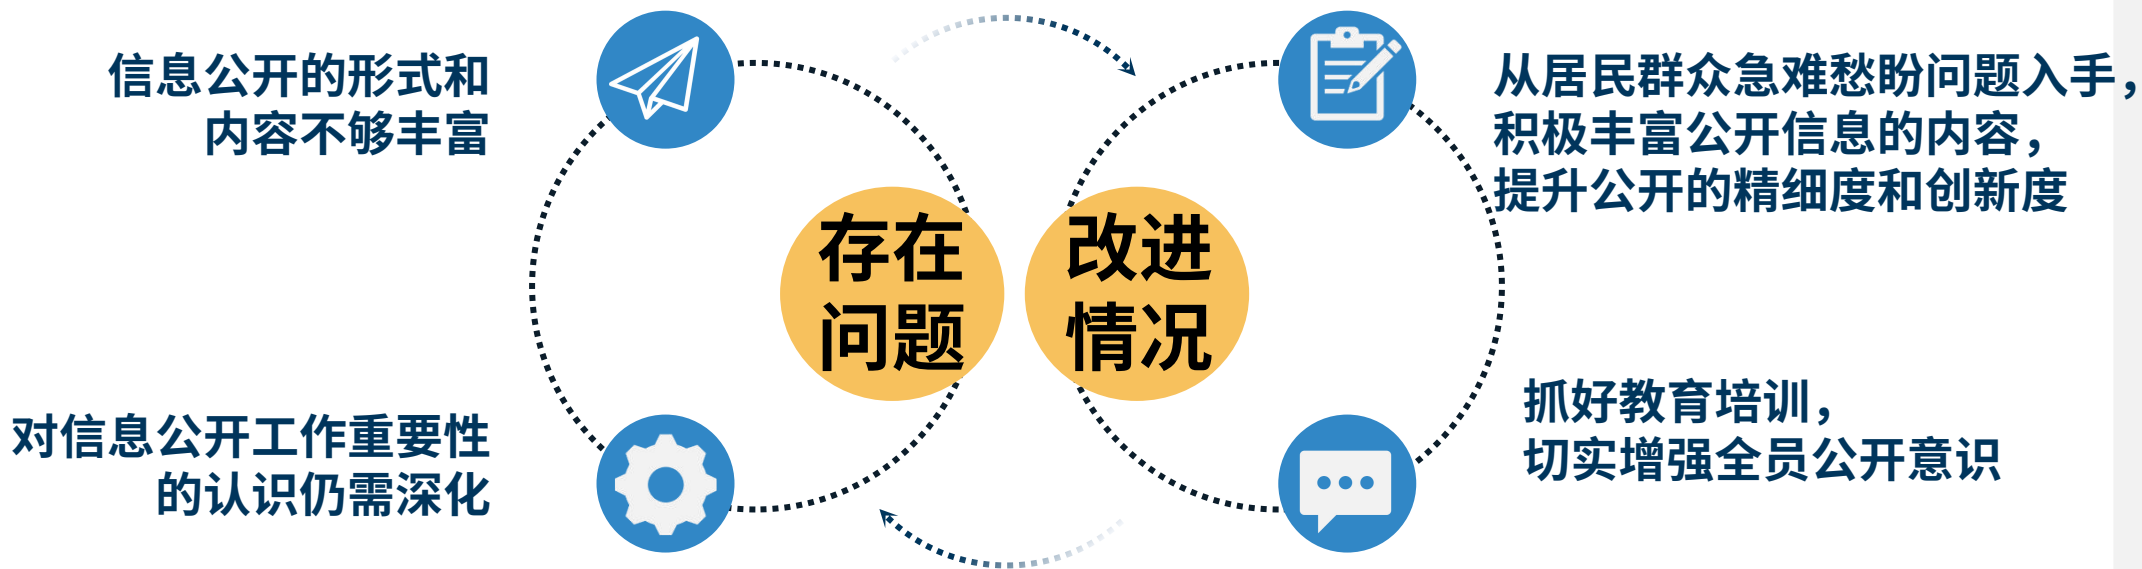 信息公开的形式和
内容不够丰富
对信息公开工作重要性
的认识仍需深化
存在
问题
改进
情况
从居民群众急难愁盼问题入手，
积极丰富公开信息的内容，
提升公开的精细度和创新度
抓好教育培训，
切实增强全员公开意识